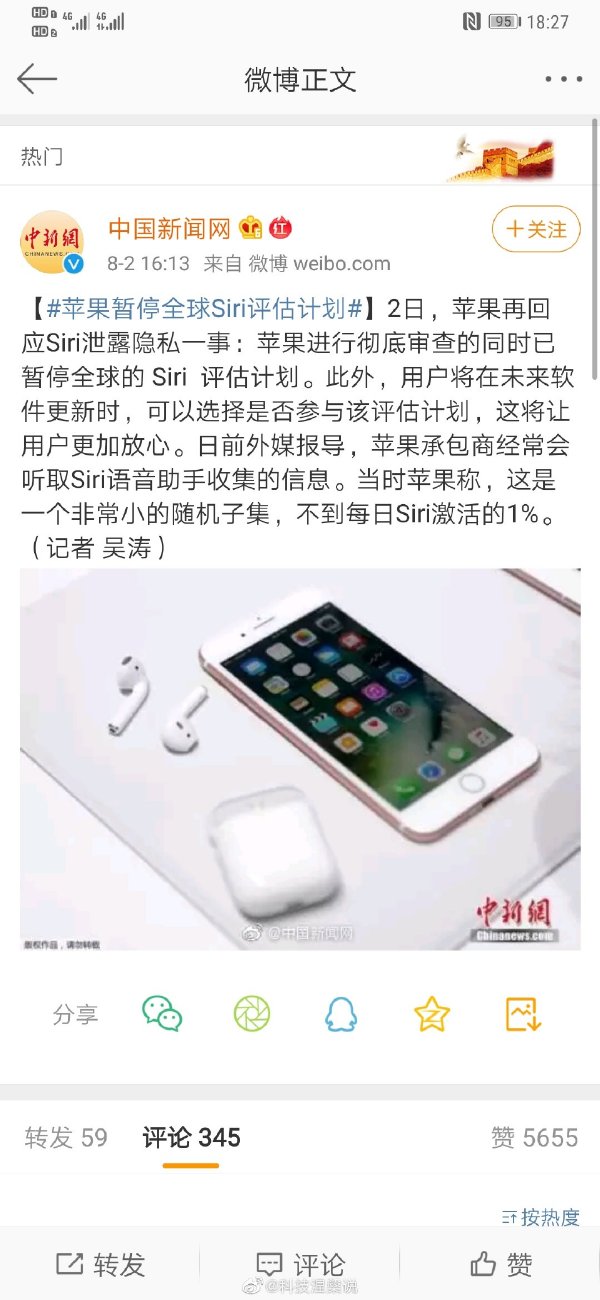 HD 1 4G 4G
HD 2
95 18:27
微博正文
热门
中国新闻网 红
中新網
CHINANEWS
+关注
8-2 16:13 来自 微博 weibo.com
【#苹果暂停全球Siri评估计划#】2日，苹果再回
应Siri泄露隐私一事：苹果进行彻底审查的同时已
暂停全球的 Siri 评估计划。此外，用户将在未来软
件更新时，可以选择是否参与该评估计划，这将让
用户更加放心。日前外媒报导，苹果承包商经常会
听取Siri语音助手收集的信息。当时苹果称，这是
一个非常小的随机子集，不到每日Siri激活的1%。
（记者 吴涛）
中新網
Chinanews.com
@中国新闻网
版权作品，请勿转载
分享
转发 59 评论 345 赞 5655
按热度
转发 评论 赞
@科技涅槃说